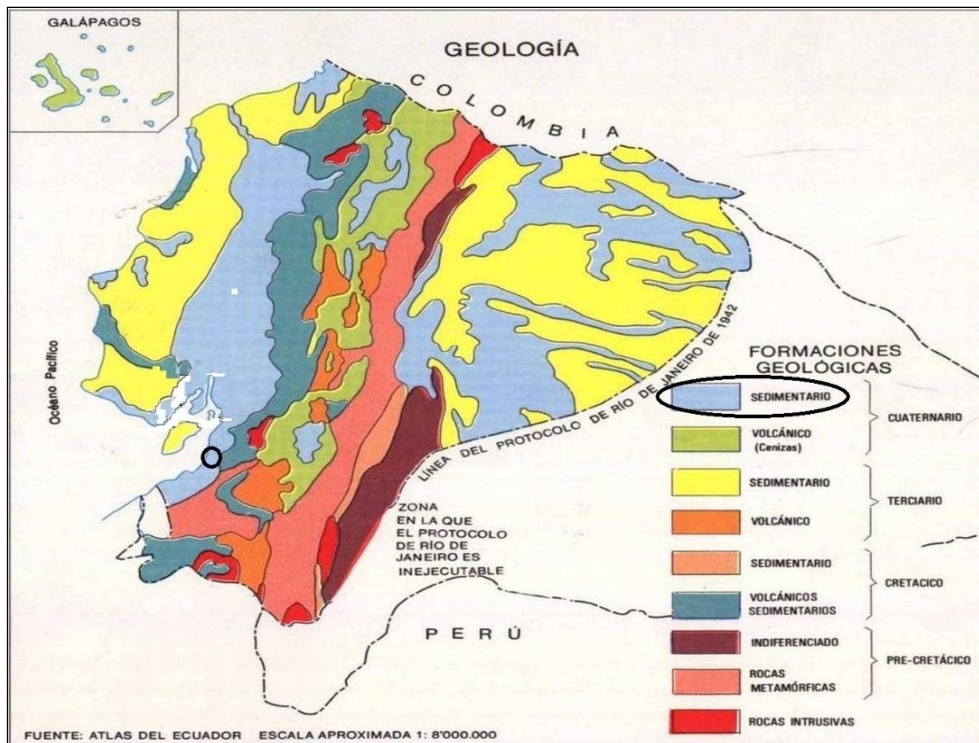 GALÁPAGOS
GEOLOGÍA
COLOMBIA
Océano Pacífico
LÍNEA DEL PROTOCOLO DE RÍO DE JANEIRO DE 1942
ZONA
EN LA QUE
EL PROTOCOLO
DE RÍO DE
JANEIRO ES
INEJECUTABLE
PERÚ
FORMACIONES
GEOLÓGICAS
SEDIMENTARIO
VOLCÁNICO
(Cenizas)
CUATERNARIO
SEDIMENTARIO
VOLCÁNICO
TERCIARIO
SEDIMENTARIO
VOLCÁNICOS
SEDIMENTARIOS
CRETACICO
INDIFERENCIADO
ROCAS
METAMÓRFICAS
PRE-CRETÁCICO
ROCAS INTRUSIVAS
FUENTE: ATLAS DEL ECUADOR ESCALA APROXIMADA 1: 8'000.000